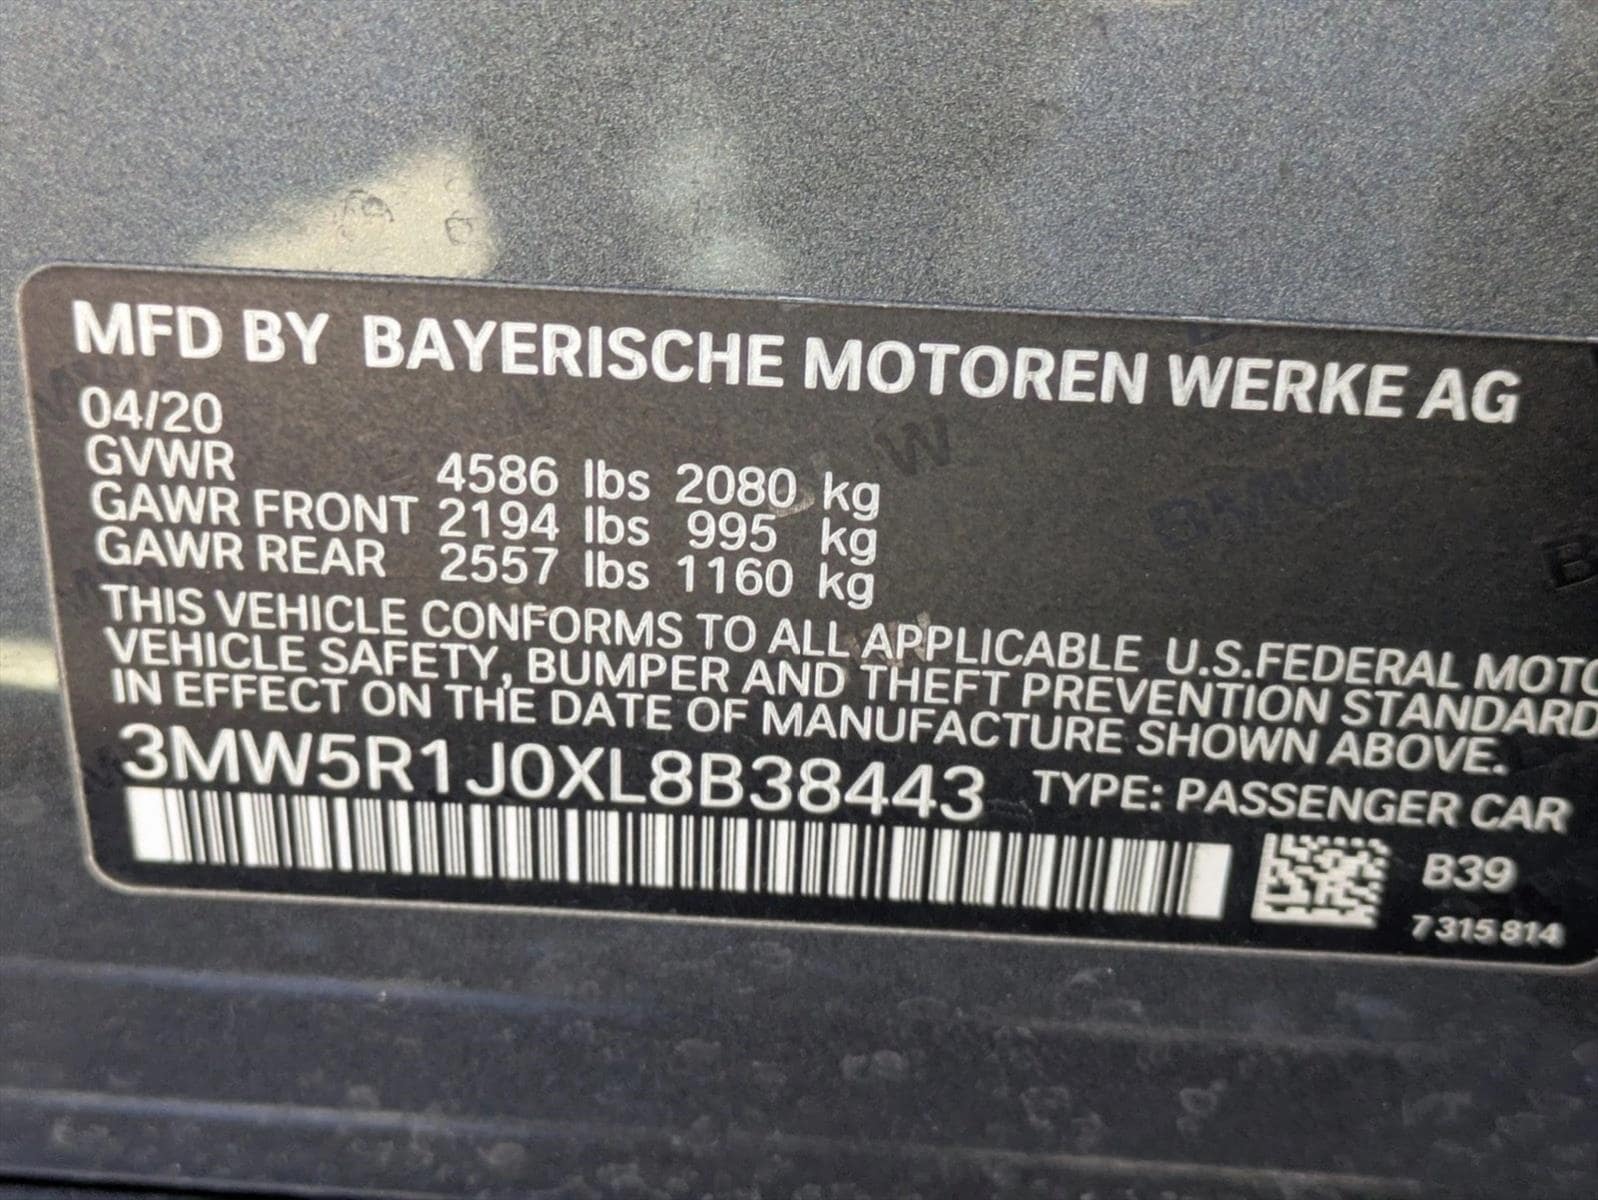 MFD BY BAYERISCHE MOTOREN WERKE AG
04/20
GVWR 4586 lbs 2080 kg
GAWR FRONT 2194 lbs 995 kg
GAWR REAR 2557 lbs 1160 kg
THIS VEHICLE CONFORMS TO ALL APPLICABLE U.S.FEDERAL MOTO
VEHICLE SAFETY, BUMPER AND THEFT PREVENTION STANDARD
IN EFFECT ON THE DATE OF MANUFACTURE SHOWN ABOVE.
3MW5R1J0XL8B38443 TYPE: PASSENGER CAR
B39
7 315 814